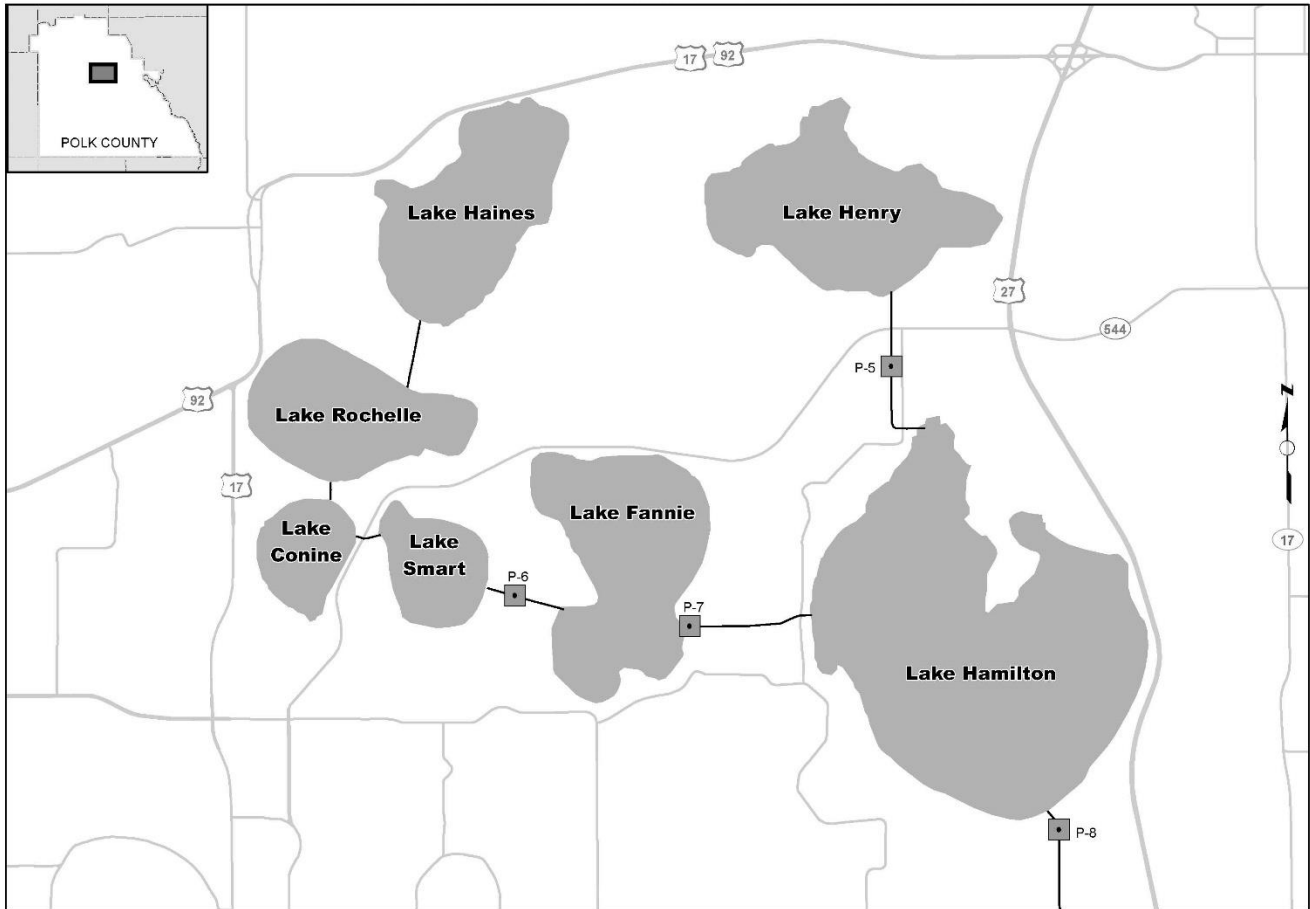 17
92
POLK COUNTY
Lake Haines
Lake Henry
27
544
P-5
N
92
Lake Rochelle
17
Lake Fannie
Lake
Conine
Lake
Smart
17
P-6
P-7
Lake Hamilton
P-8